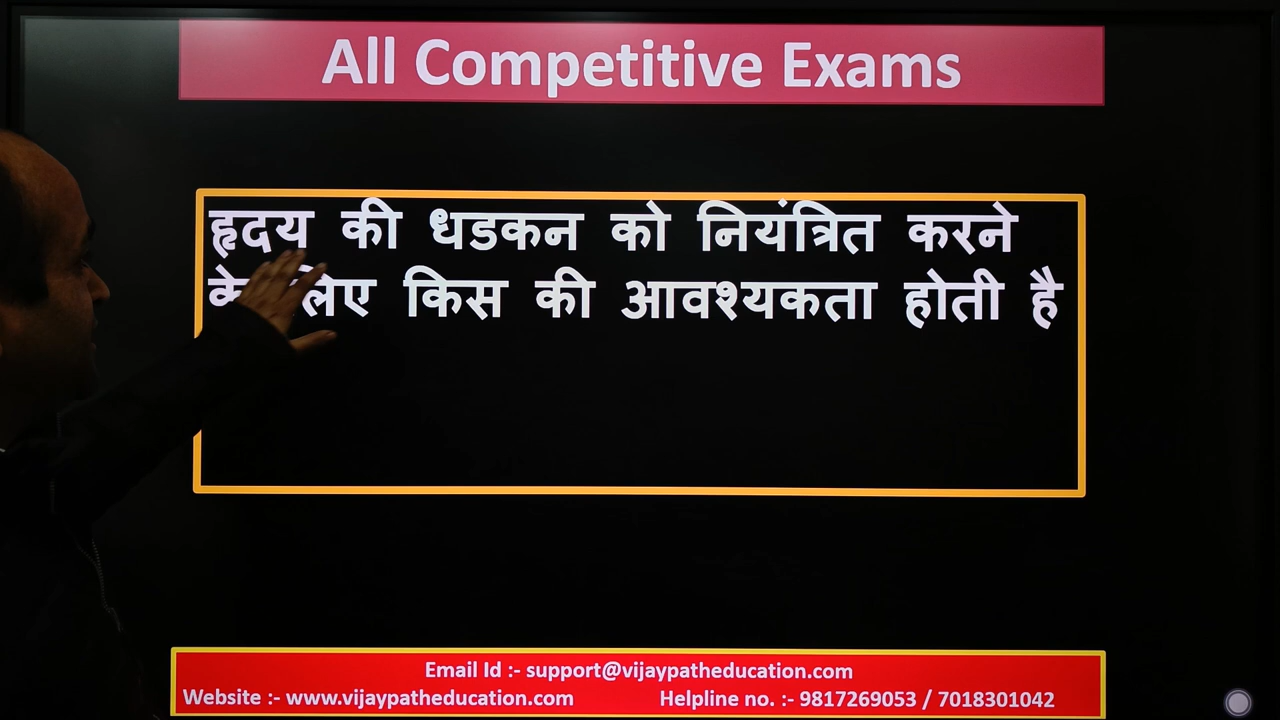 All Competitive Exams
हृदय की धडकन को नियंत्रित करने
के लिए किस की आवश्यकता होती है
Email Id :- support@vijaypatheducation.com
Website :- www.vijaypatheducation.com Helpline no. :- 9817269053 / 7018301042